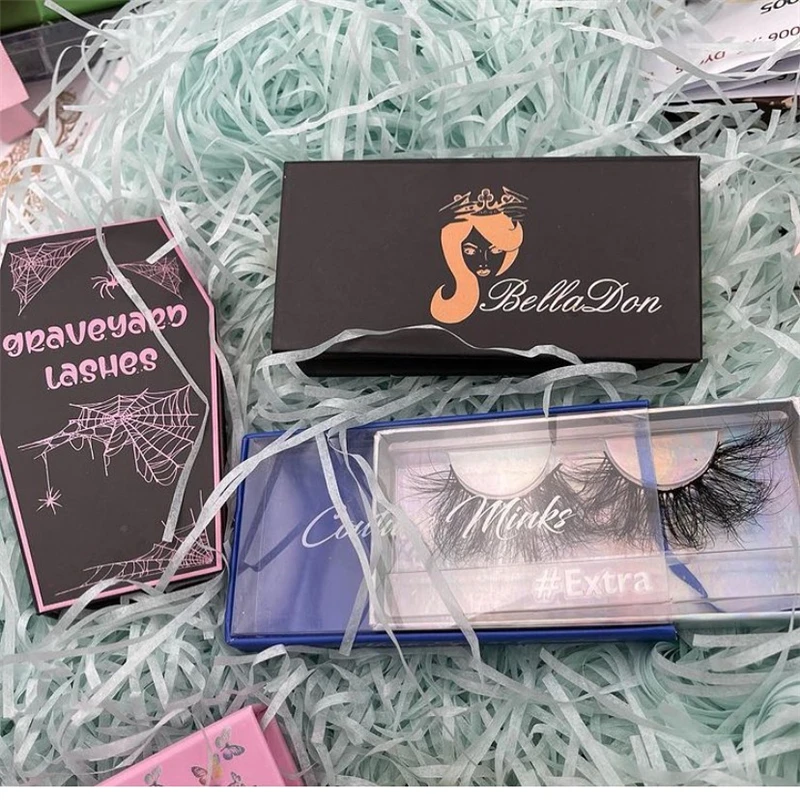 graveyard
Lashes
BellaDon
Minks
#Extra